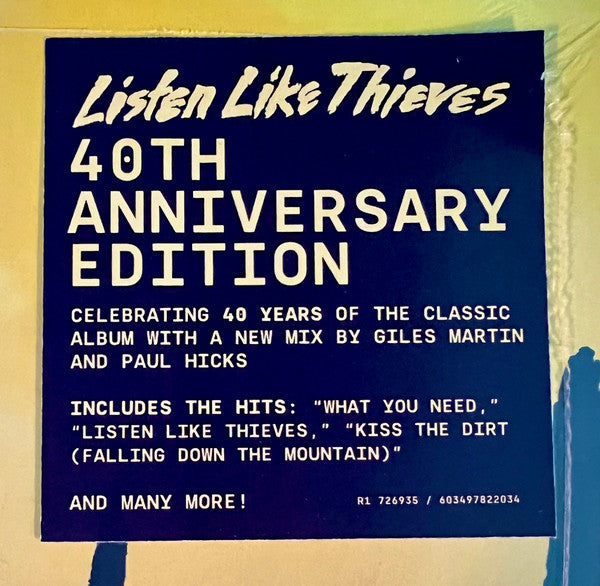 Listen Like Thieves
40TH
ANNIVERSARY
EDITION
CELEBRATING 40 YEARS OF THE CLASSIC
ALBUM WITH A NEW MIX BY GILES MARTIN
AND PAUL HICKS
INCLUDES THE HITS: “WHAT YOU NEED,”
“LISTEN LIKE THIEVES,” “KISS THE DIRT
(FALLING DOWN THE MOUNTAIN)”
AND MANY MORE!
R1 726935 / 603497822034